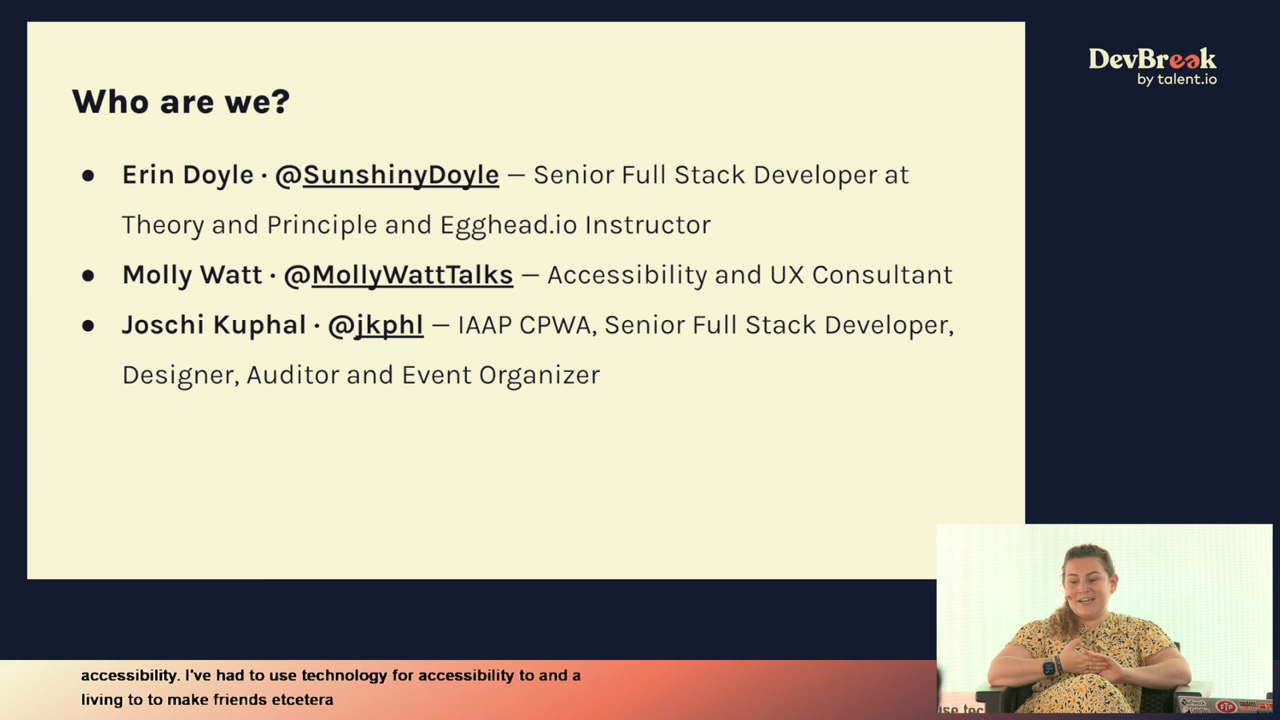 Who are we?
DevBreak
by talent.io
● Erin Doyle · @SunshinyDoyle — Senior Full Stack Developer at
Theory and Principle and Egghead.io Instructor
● Molly Watt · @MollyWattTalks — Accessibility and UX Consultant
● Joschi Kuphal · @jkphl — IAAP CPWA, Senior Full Stack Developer,
Designer, Auditor and Event Organizer
accessibility. I've had to use technology for accessibility to and a
living to to make friends etcetera